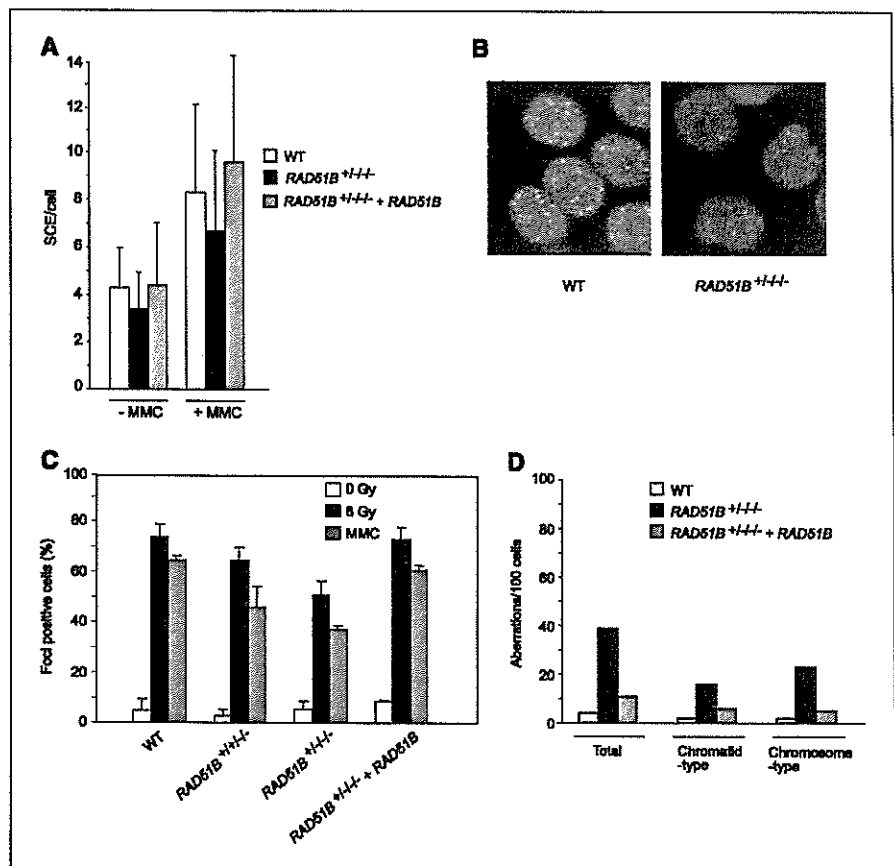 A
14
12
10
8
6
4
2
0
SCE/cell
- MMC
+ MMC
WT
RAD51B+/-/-/-
RAD51B+/-/-/- + RAD51B
B
WT
RAD51B+/-/-/-
C
100
80
60
40
20
0
Foci positive cells (%)
0 Gy
8 Gy
MMC
WT
RAD51B+/+/-/-
RAD51B+/-/-/-
RAD51B+/-/-/- + RAD51B
D
WT
RAD51B+/-/-/-
RAD51B+/-/-/- + RAD51B
100
80
60
40
20
0
Aberrations/100 cells
Total
Chromatid
-type
Chromosome
-type